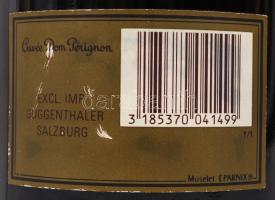 Cuvée Dom Pérignon
EXCL. IMP.
GUGGENTHALER
SALZBURG
3 185370 041499
1/1
Muselet EPARNIX®